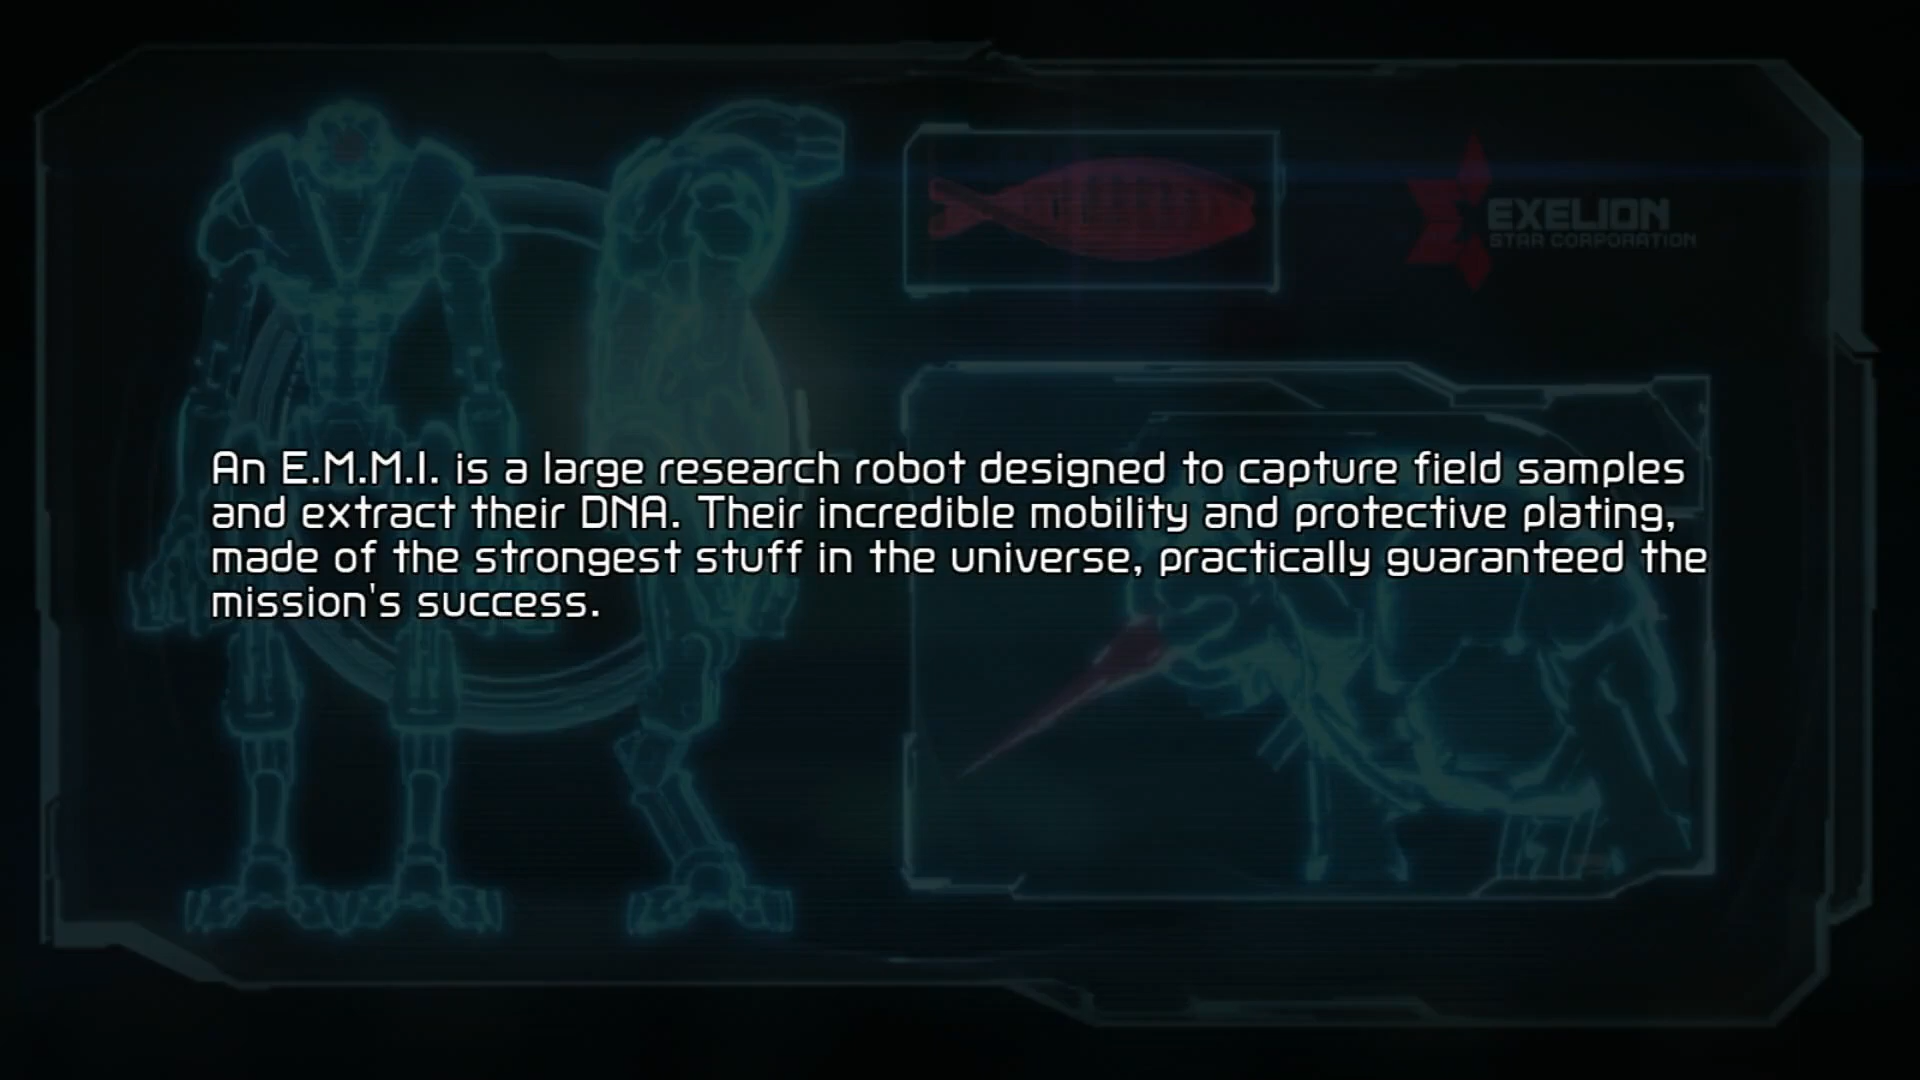 EXELION
STAR CORPORATION
An E.M.M.I. is a large research robot designed to capture field samples
and extract their DNA. Their incredible mobility and protective plating,
made of the strongest stuff in the universe, practically guaranteed the
mission's success.